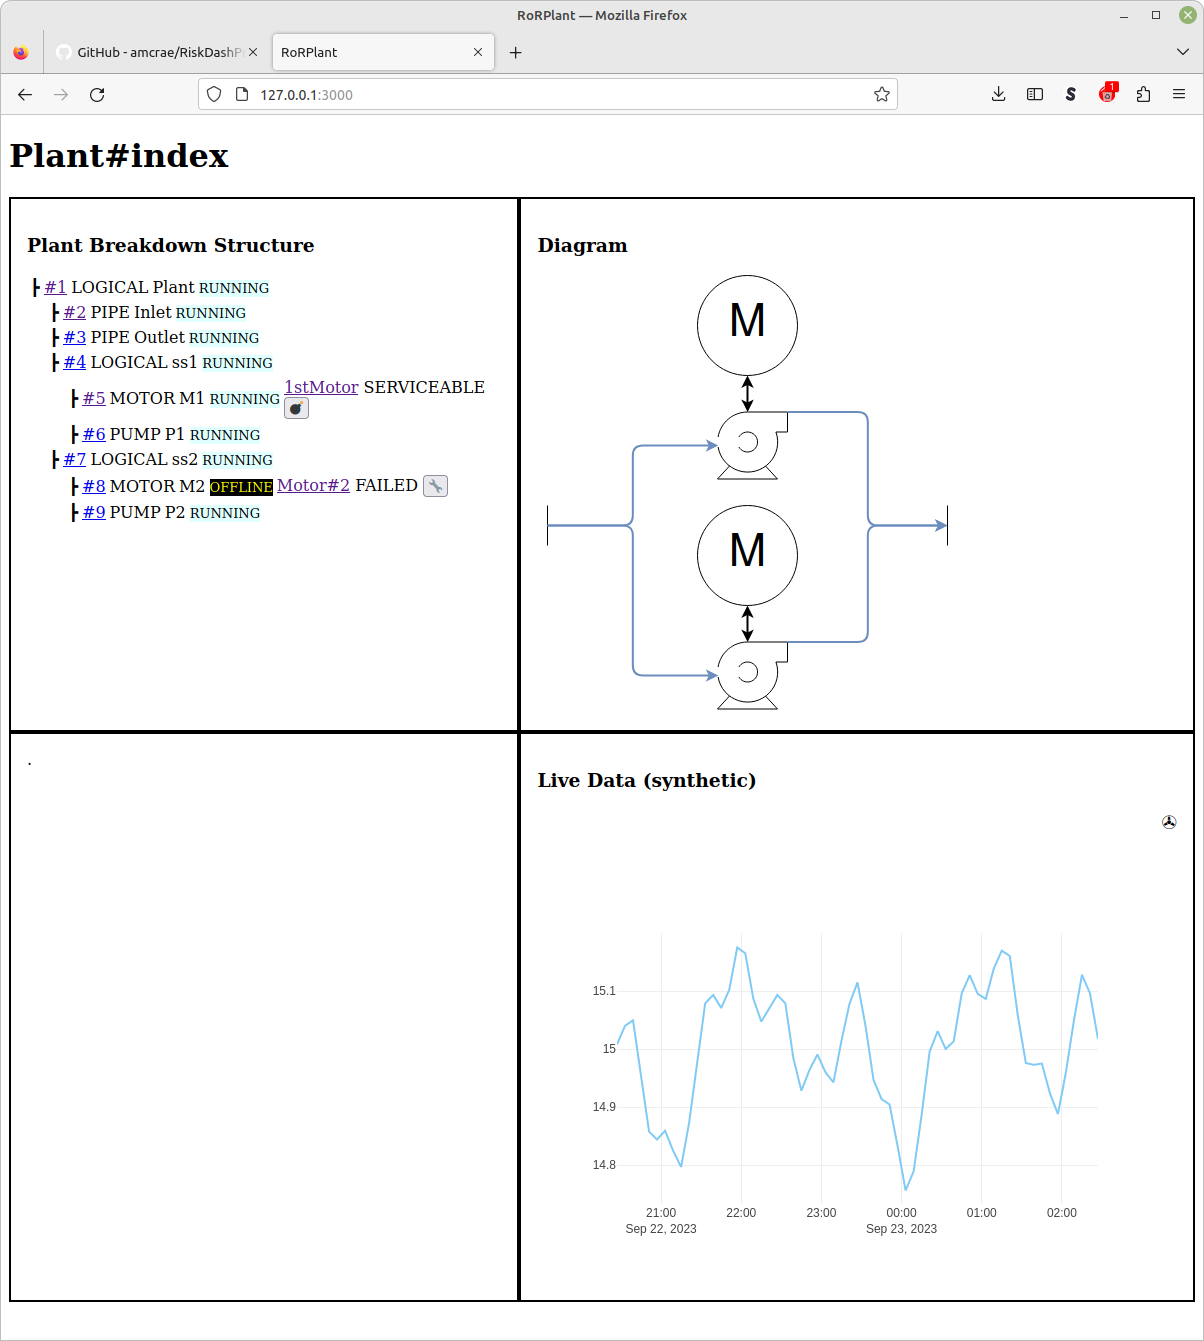 RoRPlant — Mozilla Firefox
GitHub - amcrae/RiskDashP
RoRPlant
127.0.0.1:3000
S
1
Plant#index
Plant Breakdown Structure
#1 LOGICAL Plant RUNNING
#2 PIPE Inlet RUNNING
#3 PIPE Outlet RUNNING
#4 LOGICAL ss1 RUNNING
#5 MOTOR M1 RUNNING 1stMotor SERVICEABLE
#6 PUMP P1 RUNNING
#7 LOGICAL ss2 RUNNING
#8 MOTOR M2 OFFLINE Motor#2 FAILED
#9 PUMP P2 RUNNING
Diagram
M
M
.
Live Data (synthetic)
15.1
15
14.9
14.8
21:00 22:00 23:00 00:00 01:00 02:00
Sep 22, 2023 Sep 23, 2023